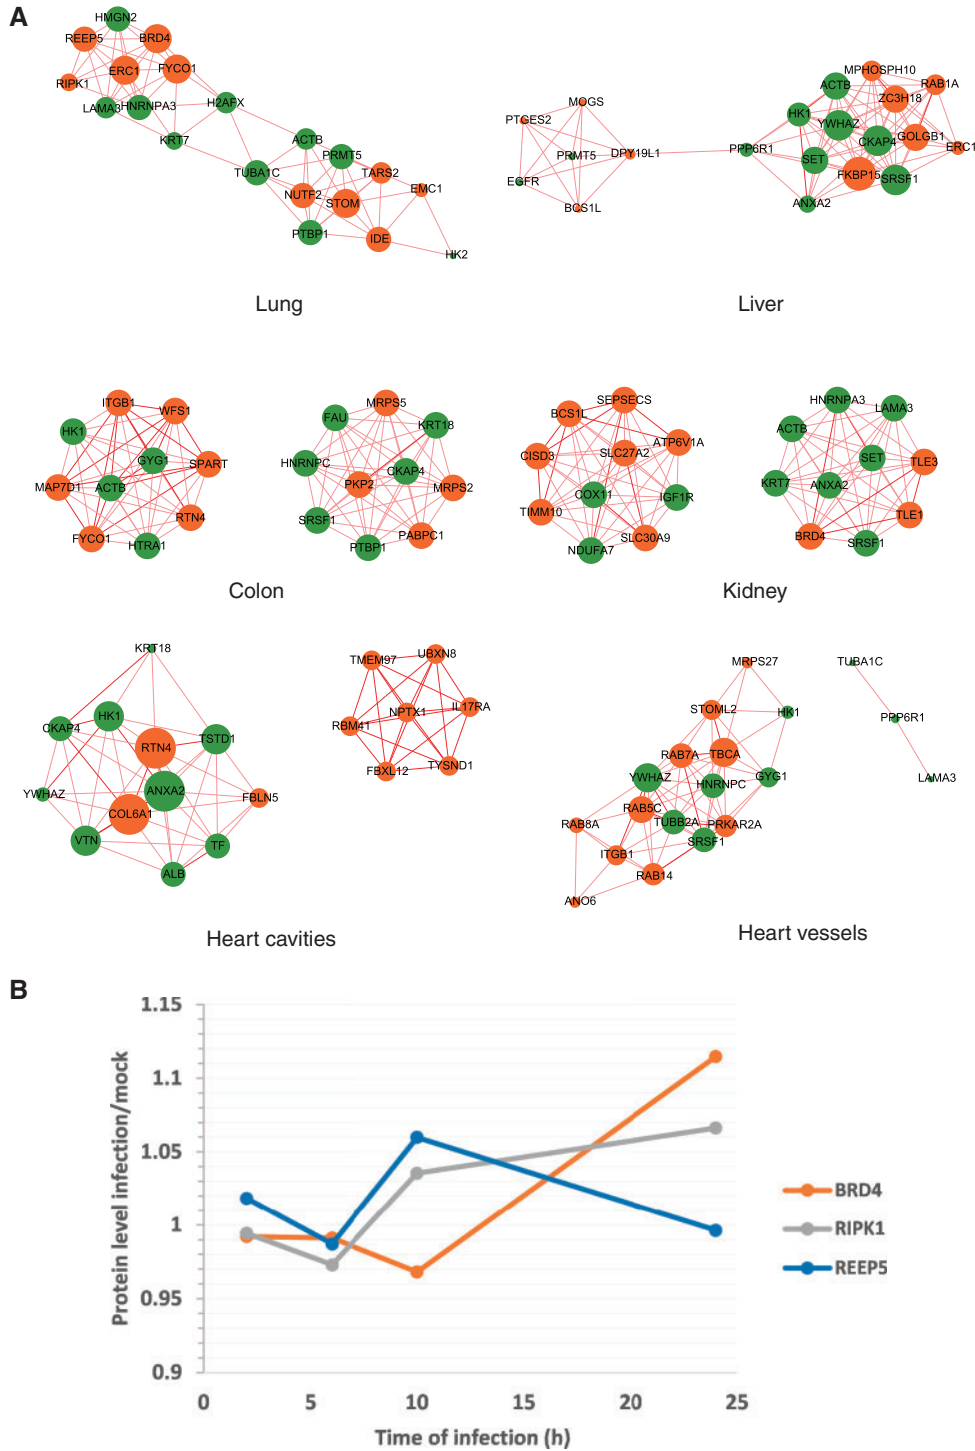 A
HMGN2
REEP5
BRD4
ERC1
FYCO1
RIPK1
LAMA3
HNRNPA3
H2AFX
KRT7
ACTB
PRMT5
TUBA1C
TARS2
NUTF2
STOM
EMC1
PTBP1
IDE
HK2
Lung
MOGS
PTGES2
PRMT5
DPY19L1
EGFR
BCS1L
PPP6R1
MPHOSPH10
ACTB
RAB1A
ZC3H18
HK1
YWHAZ
CKAP4
GOLGB1
ERC1
SET
FKBP15
SRSF1
ANXA2
Liver
ITGB1
WFS1
HK1
GYG1
SPART
MAP7D1
ACTB
RTN4
FYCO1
HTRA1
MRPS5
FAU
KRT18
HNRNPC
CKAP4
PKP2
MRPS2
SRSF1
PABPC1
PTBP1
Colon
SEPSECS
BCS1L
ATP6V1A
CISD3
SLC27A2
COX11
IGF1R
TIMM10
SLC30A9
NDUFA7
HNRNPA3
LAMA3
ACTB
SET
TLE3
KRT7
ANXA2
TLE1
BRD4
SRSF1
Kidney
KRT18
HK1
CKAP4
RTN4
TSTD1
YWHAZ
ANXA2
FBLN5
COL6A1
VTN
TF
ALB
TMEM97
UBXN8
NPTX1
IL17RA
RBM41
FBXL12
TYSND1
Heart cavities
MRPS27
STOML2
HK1
RAB7A
TBCA
YWHAZ
HNRNPC
GYG1
RAB5C
TUBB2A
PRKAR2A
RAB8A
SRSF1
ITGB1
RAB14
ANO6
TUBA1C
PPP6R1
LAMA3
Heart vessels
B
Protein level infection/mock
1.15
1.1
1.05
1
0.95
0.9
0 5 10 15 20 25
Time of infection (h)
BRD4
RIPK1
REEP5